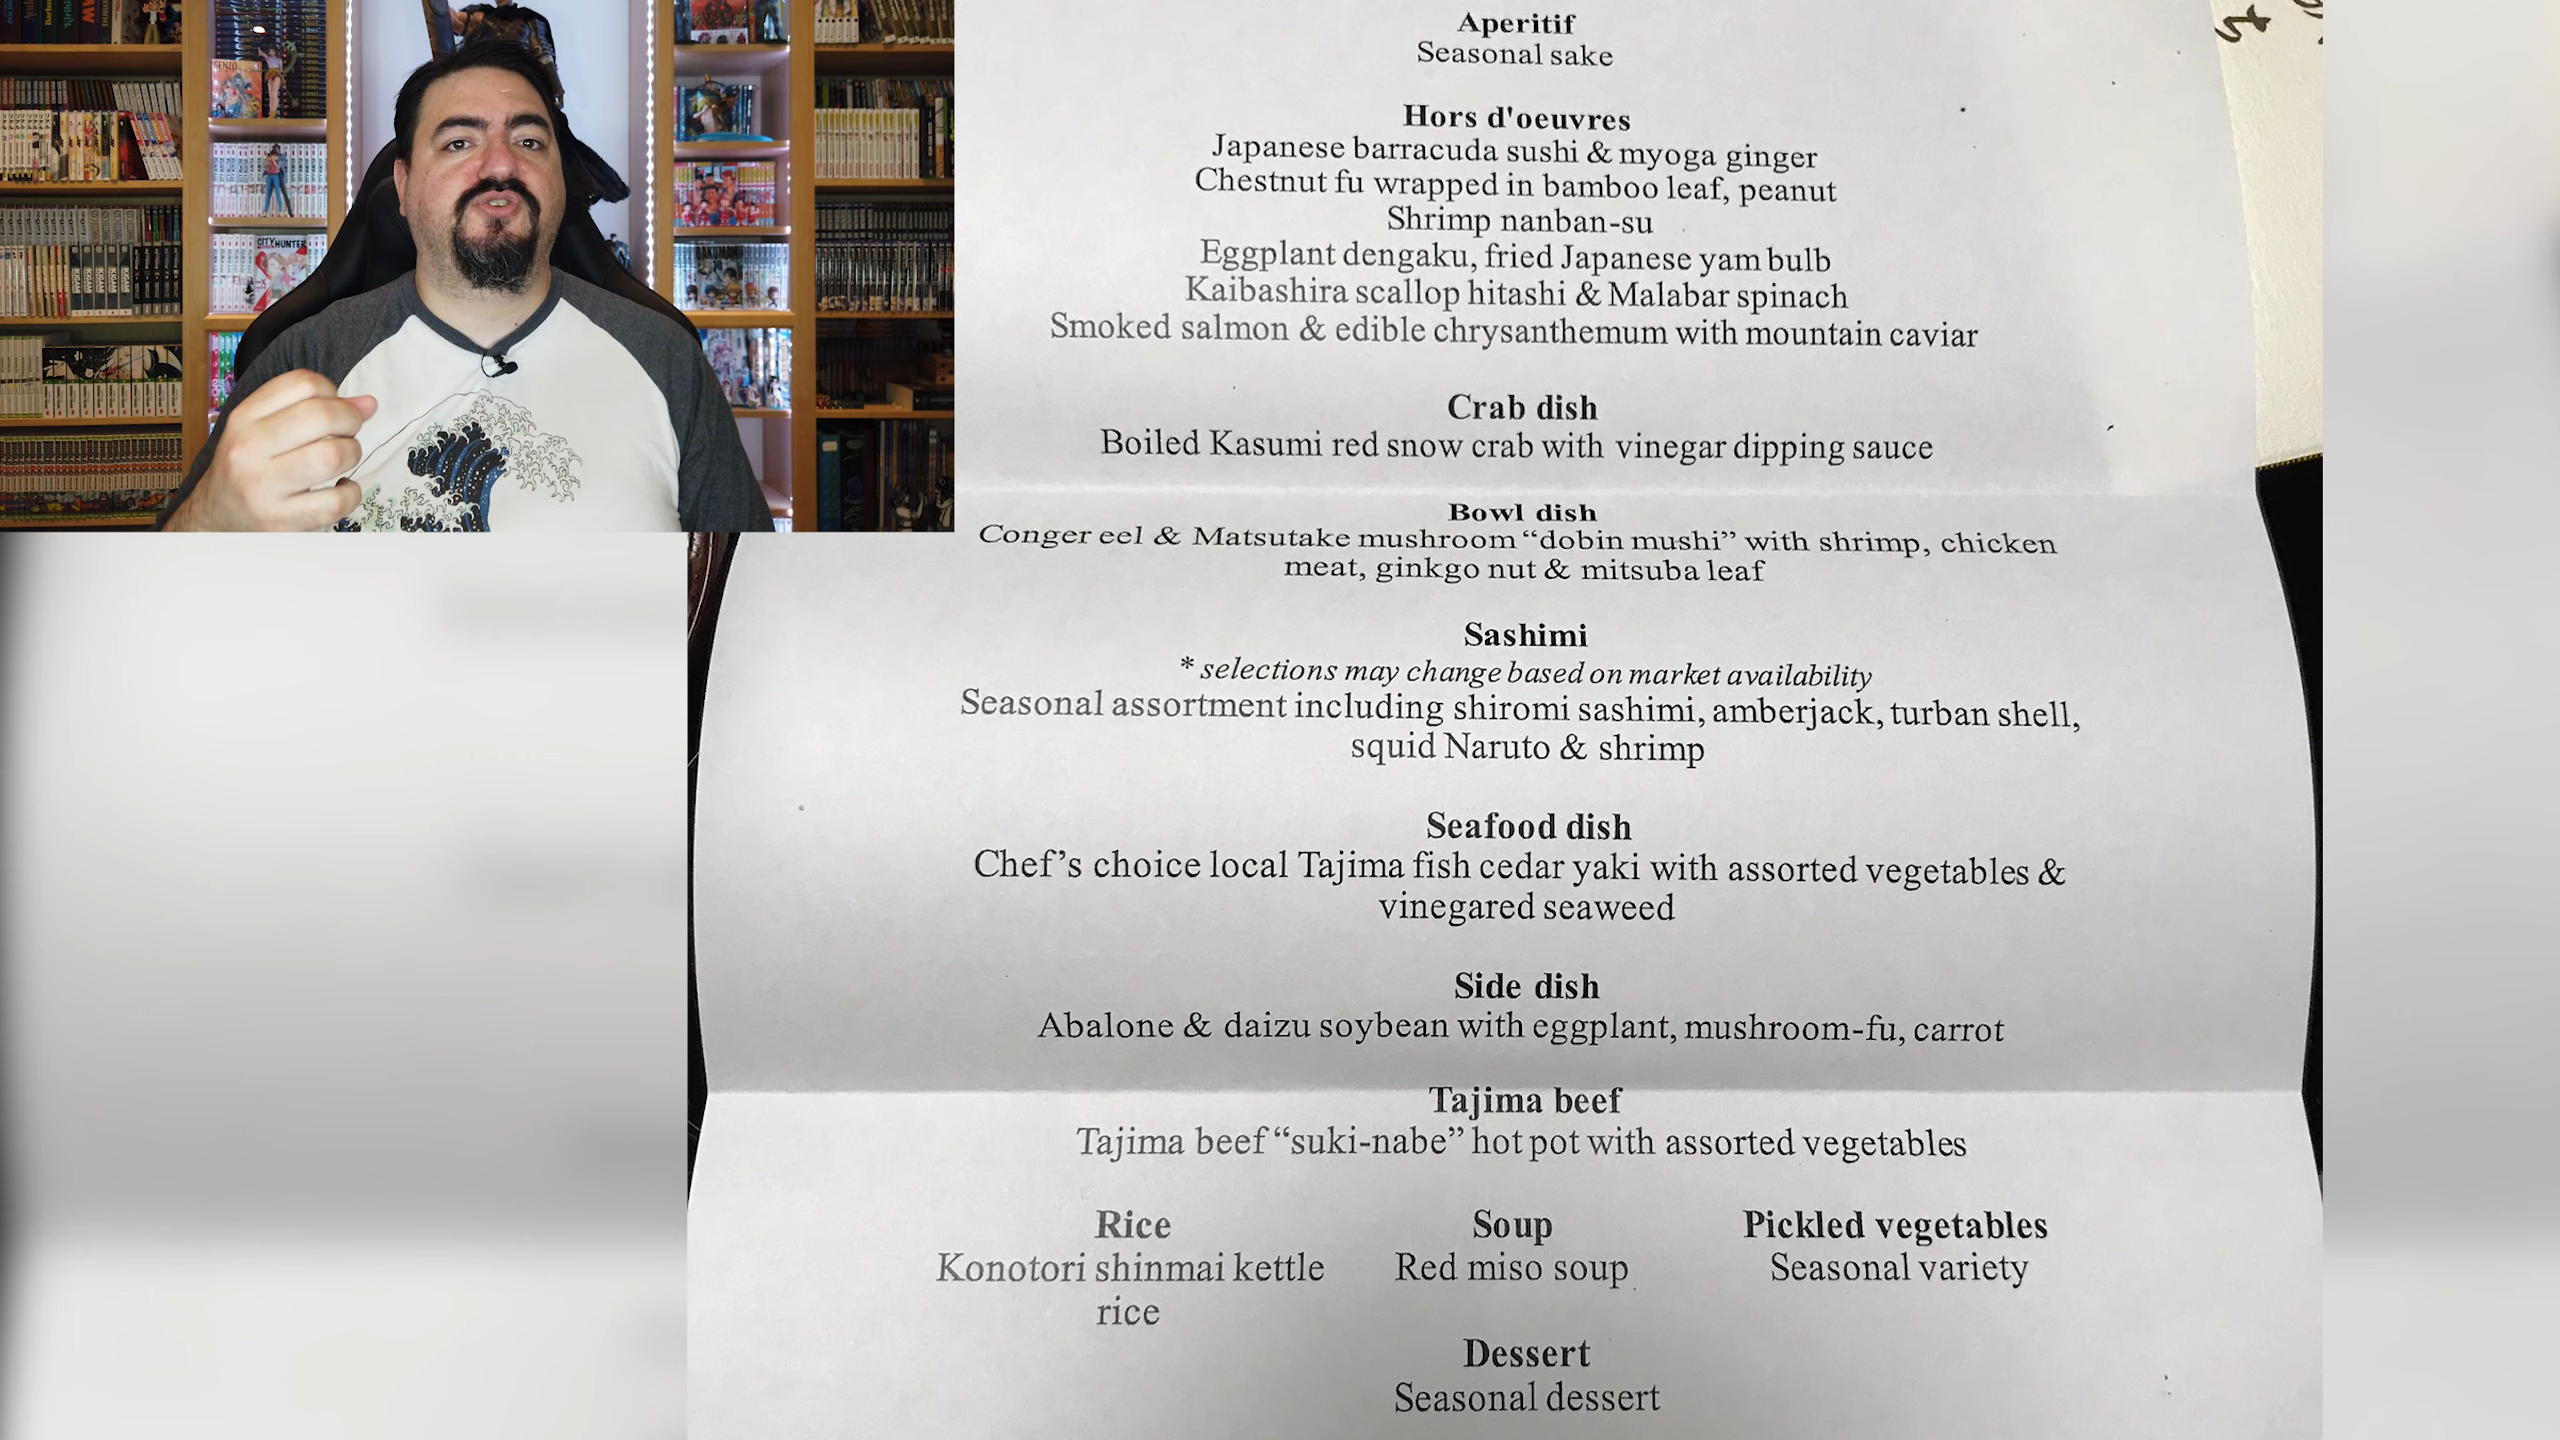 Aperitif
Seasonal sake
Hors d'oeuvres
Japanese barracuda sushi & myoga ginger
Chestnut fu wrapped in bamboo leaf, peanut
Shrimp nanban-su
Eggplant dengaku, fried Japanese yam bulb
Kaibashira scallop hitashi & Malabar spinach
Smoked salmon & edible chrysanthemum with mountain caviar
Crab dish
Boiled Kasumi red snow crab with vinegar dipping sauce
Bowl dish
Conger eel & Matsutake mushroom “dobin mushi” with shrimp, chicken
meat, ginkgo nut & mitsuba leaf
Sashimi
* selections may change based on market availability
Seasonal assortment including shiromi sashimi, amberjack, turban shell,
squid Naruto & shrimp
Seafood dish
Chef’s choice local Tajima fish cedar yaki with assorted vegetables &
vinegared seaweed
Side dish
Abalone & daizu soybean with eggplant, mushroom-fu, carrot
Tajima beef
Tajima beef “suki-nabe” hot pot with assorted vegetables
Rice
Konotori shinmai kettle
rice
Soup
Red miso soup
Pickled vegetables
Seasonal variety
Dessert
Seasonal dessert
GENZO
CITY HUNTER